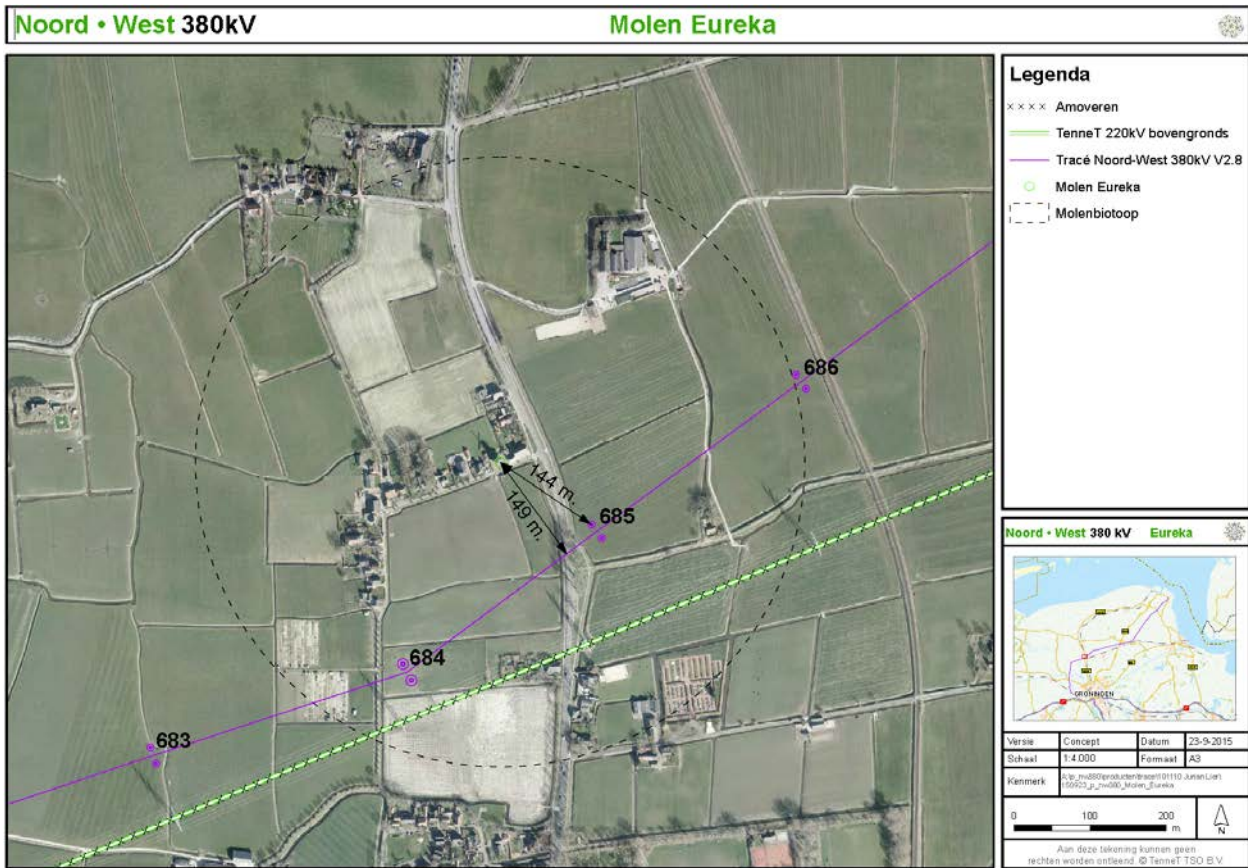 Noord • West 380kV
Molen Eureka
686
144 m.
149 m.
685
684
683
Legenda
Amoveren
TenneT 220kV bovengronds
Tracé Noord-West 380kV V2.8
Molen Eureka
Molenbiotoop
Noord • West 380 kV Eureka
GRONINGEN
Versie Concept Datum 23-9-2015
Schaal 1:4.000 Formaat A3
Kenmerk
0 100 200
m.
N
Aan deze tekening kunnen geen
rechten worden ontleend. © TenneT TSO B.V.